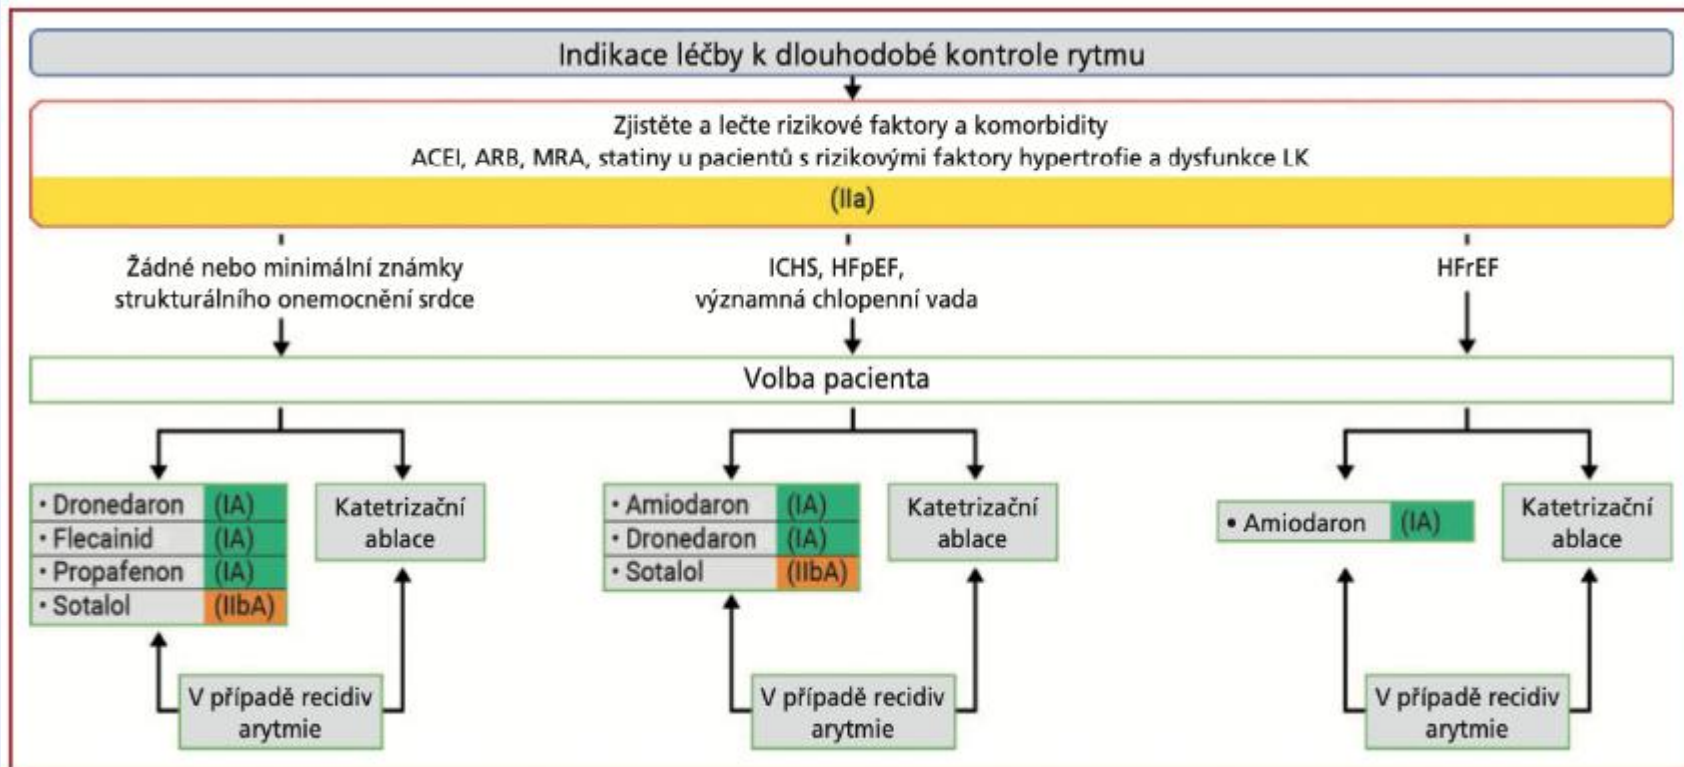 Indikace léčby k dlouhodobé kontrole rytmu
Zjistěte a lečte rizikové faktory a komorbidity
ACEI, ARB, MRA, statiny u pacientů s rizikovými faktory hypertrofie a dysfunkce LK
(IIa)
Žádné nebo minimální známky
strukturálního onemocnění srdce
ICHS, HFpEF,
významná chlopenní vada
HFrEF
Volba pacienta
• Dronedaron (IA)
• Flecainid (IA)
• Propafenon (IA)
• Sotalol (IIbA)
Katetrizační
ablace
• Amiodaron (IA)
• Dronedaron (IA)
• Sotalol (IIbA)
Katetrizační
ablace
• Amiodaron (IA)
Katetrizační
ablace
V případě recidiv
arytmie
V případě recidiv
arytmie
V případě recidiv
arytmie